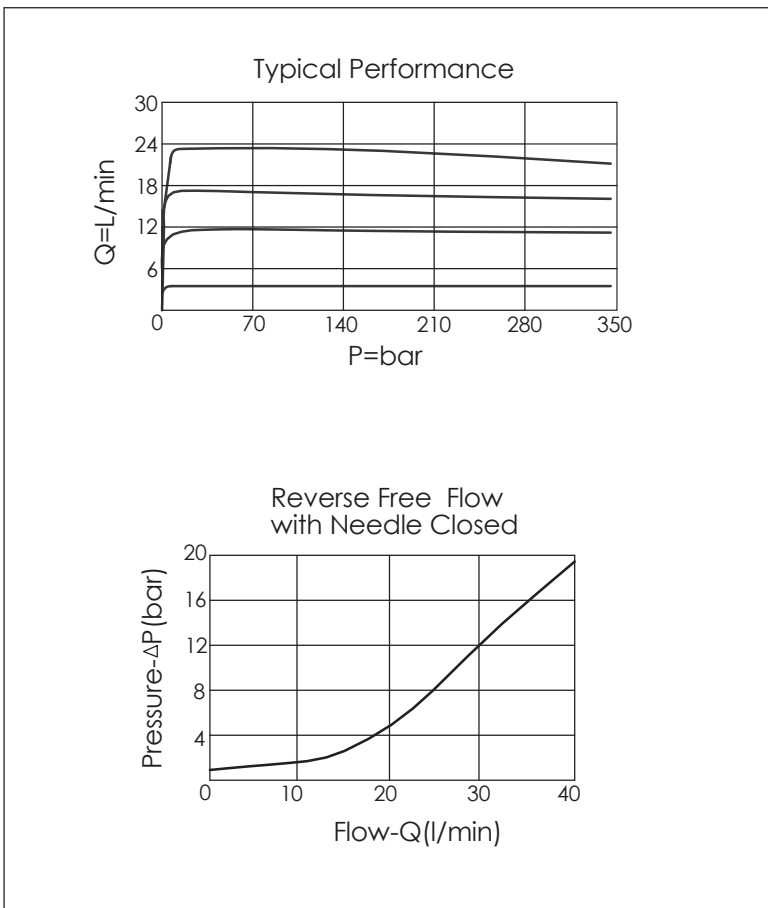 Typical Performance
30
24
18
12
6
0 70 140 210 280 350
Q=L/min
P=bar
Reverse Free Flow
with Needle Closed
20
16
12
8
4
0 10 20 30 40
Pressure-ΔP(bar)
Flow-Q(l/min)